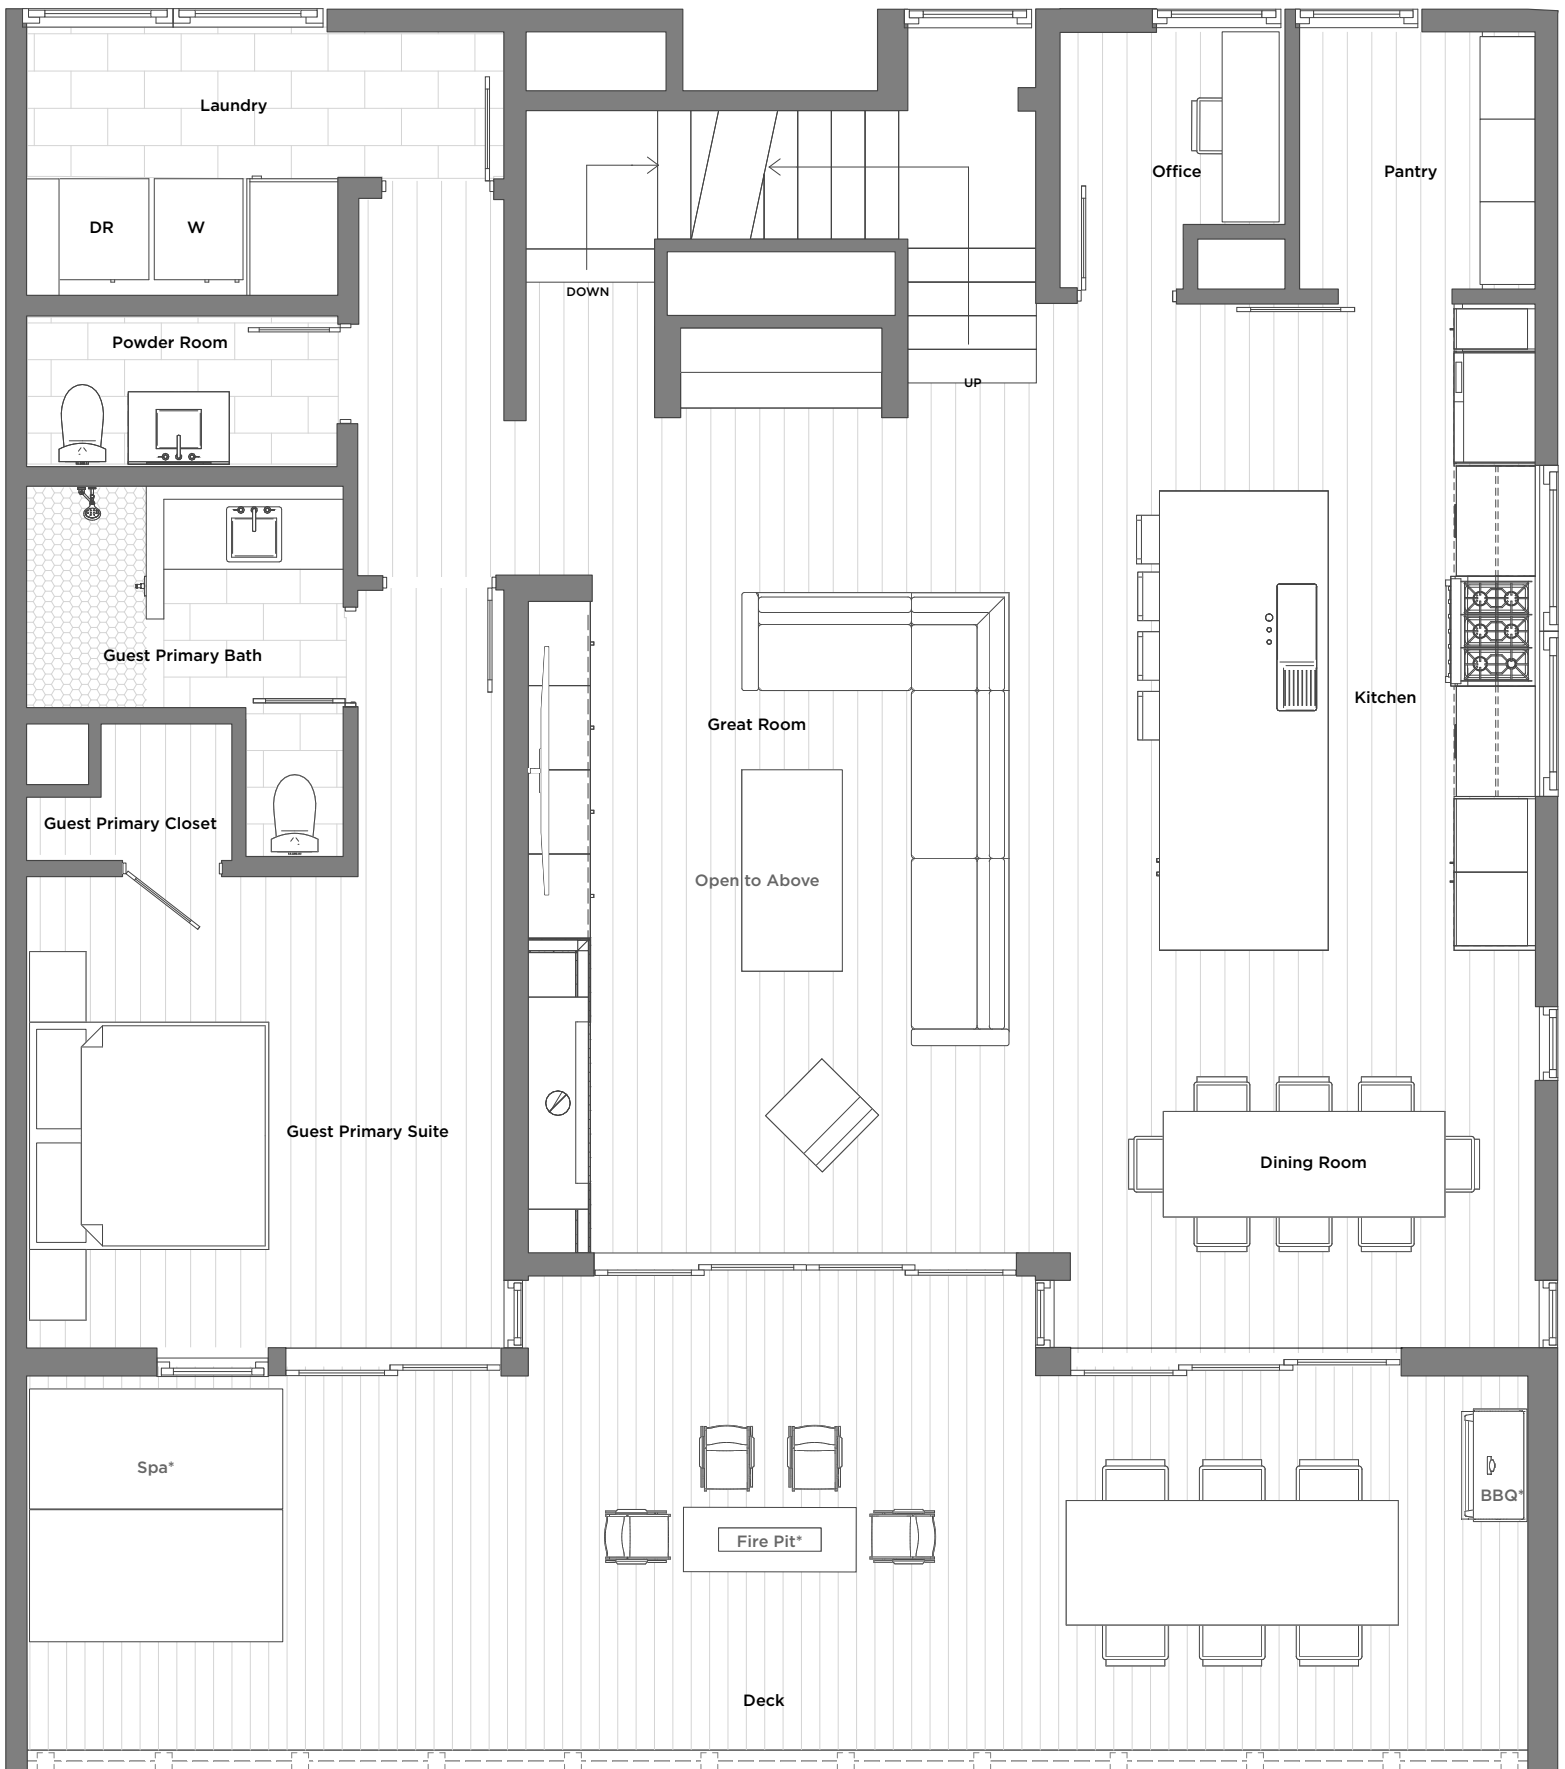 Laundry
Office
Pantry
DR
W
DOWN
Powder Room
UP
Guest Primary Bath
Kitchen
Great Room
Guest Primary Closet
Open to Above
Guest Primary Suite
Dining Room
Spa*
BBQ*
Fire Pit*
Deck